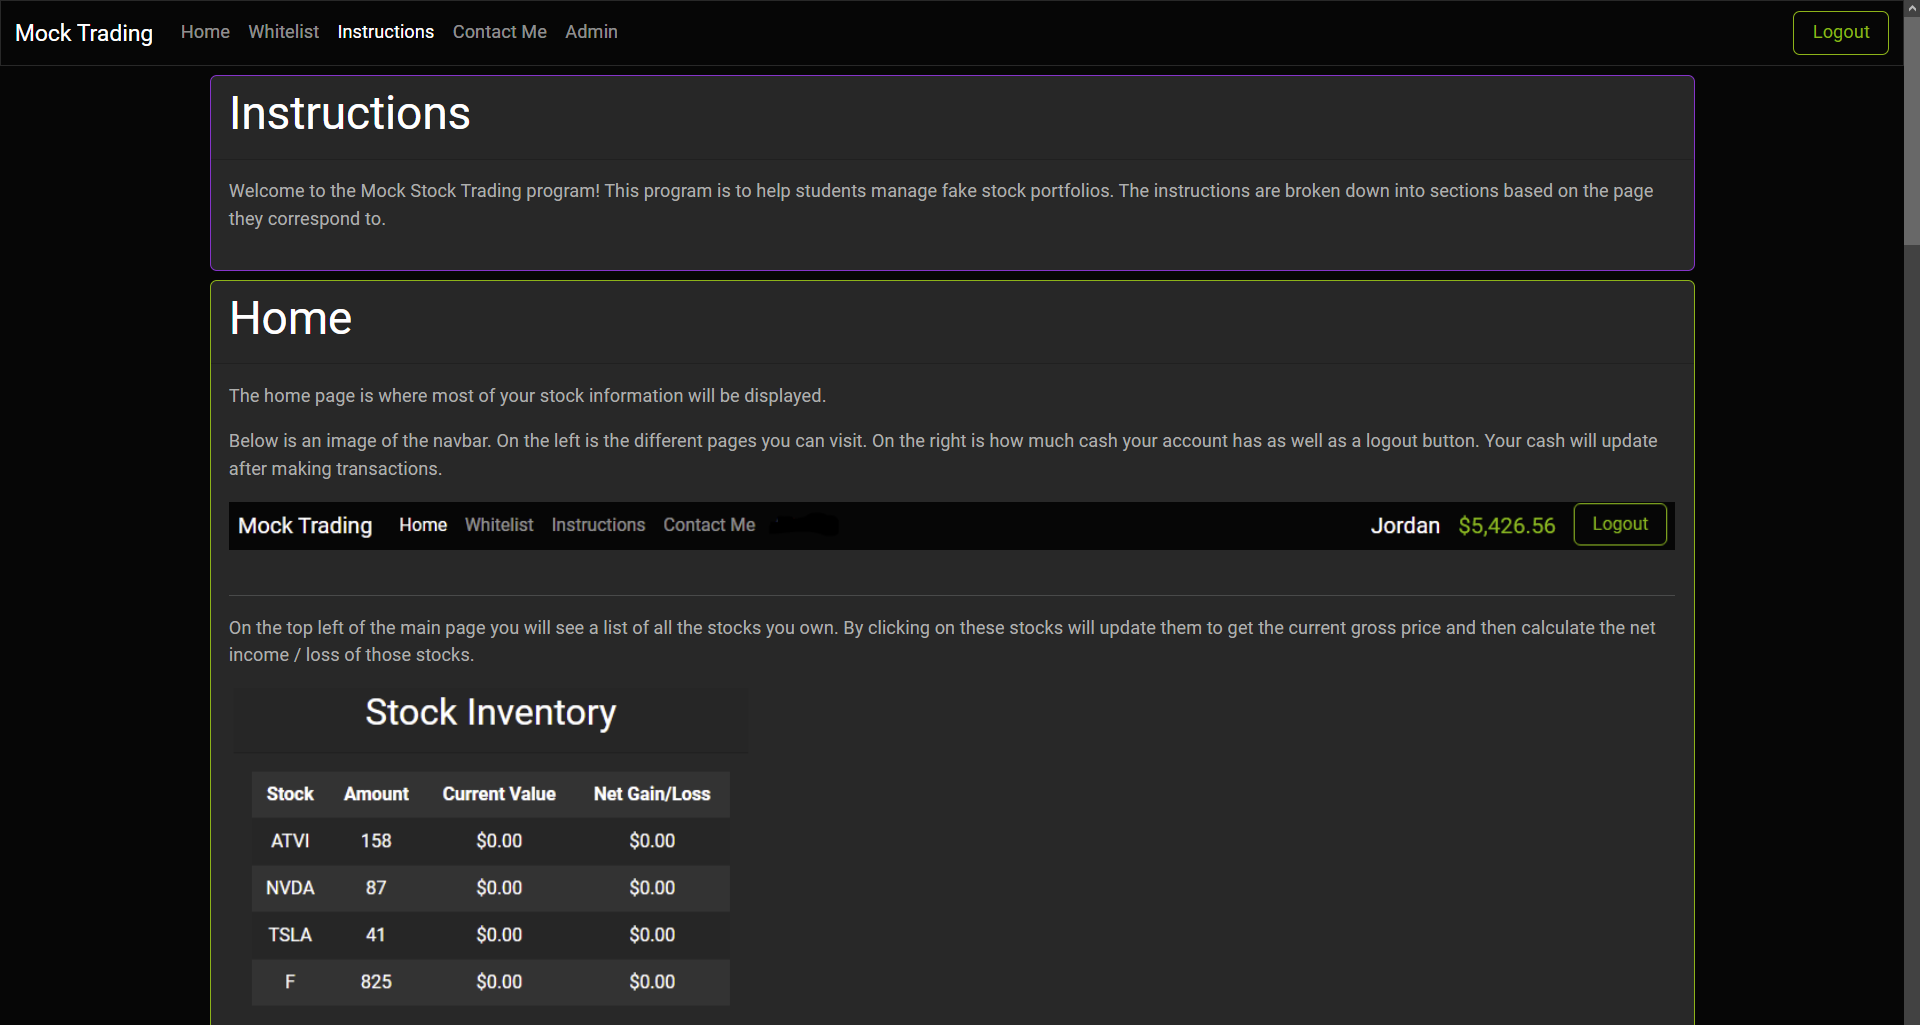 Mock Trading Home Whitelist Instructions Contact Me Admin Logout
Instructions
Welcome to the Mock Stock Trading program! This program is to help students manage fake stock portfolios. The instructions are broken down into sections based on the page
they correspond to.
Home
The home page is where most of your stock information will be displayed.
Below is an image of the navbar. On the left is the different pages you can visit. On the right is how much cash your account has as well as a logout button. Your cash will update
after making transactions.
Mock Trading Home Whitelist Instructions Contact Me Jordan $5,426.56 Logout
On the top left of the main page you will see a list of all the stocks you own. By clicking on these stocks will update them to get the current gross price and then calculate the net
income / loss of those stocks.
Stock Inventory
Stock Amount Current Value Net Gain/Loss
ATVI 158 $0.00 $0.00
NVDA 87 $0.00 $0.00
TSLA 41 $0.00 $0.00
F 825 $0.00 $0.00